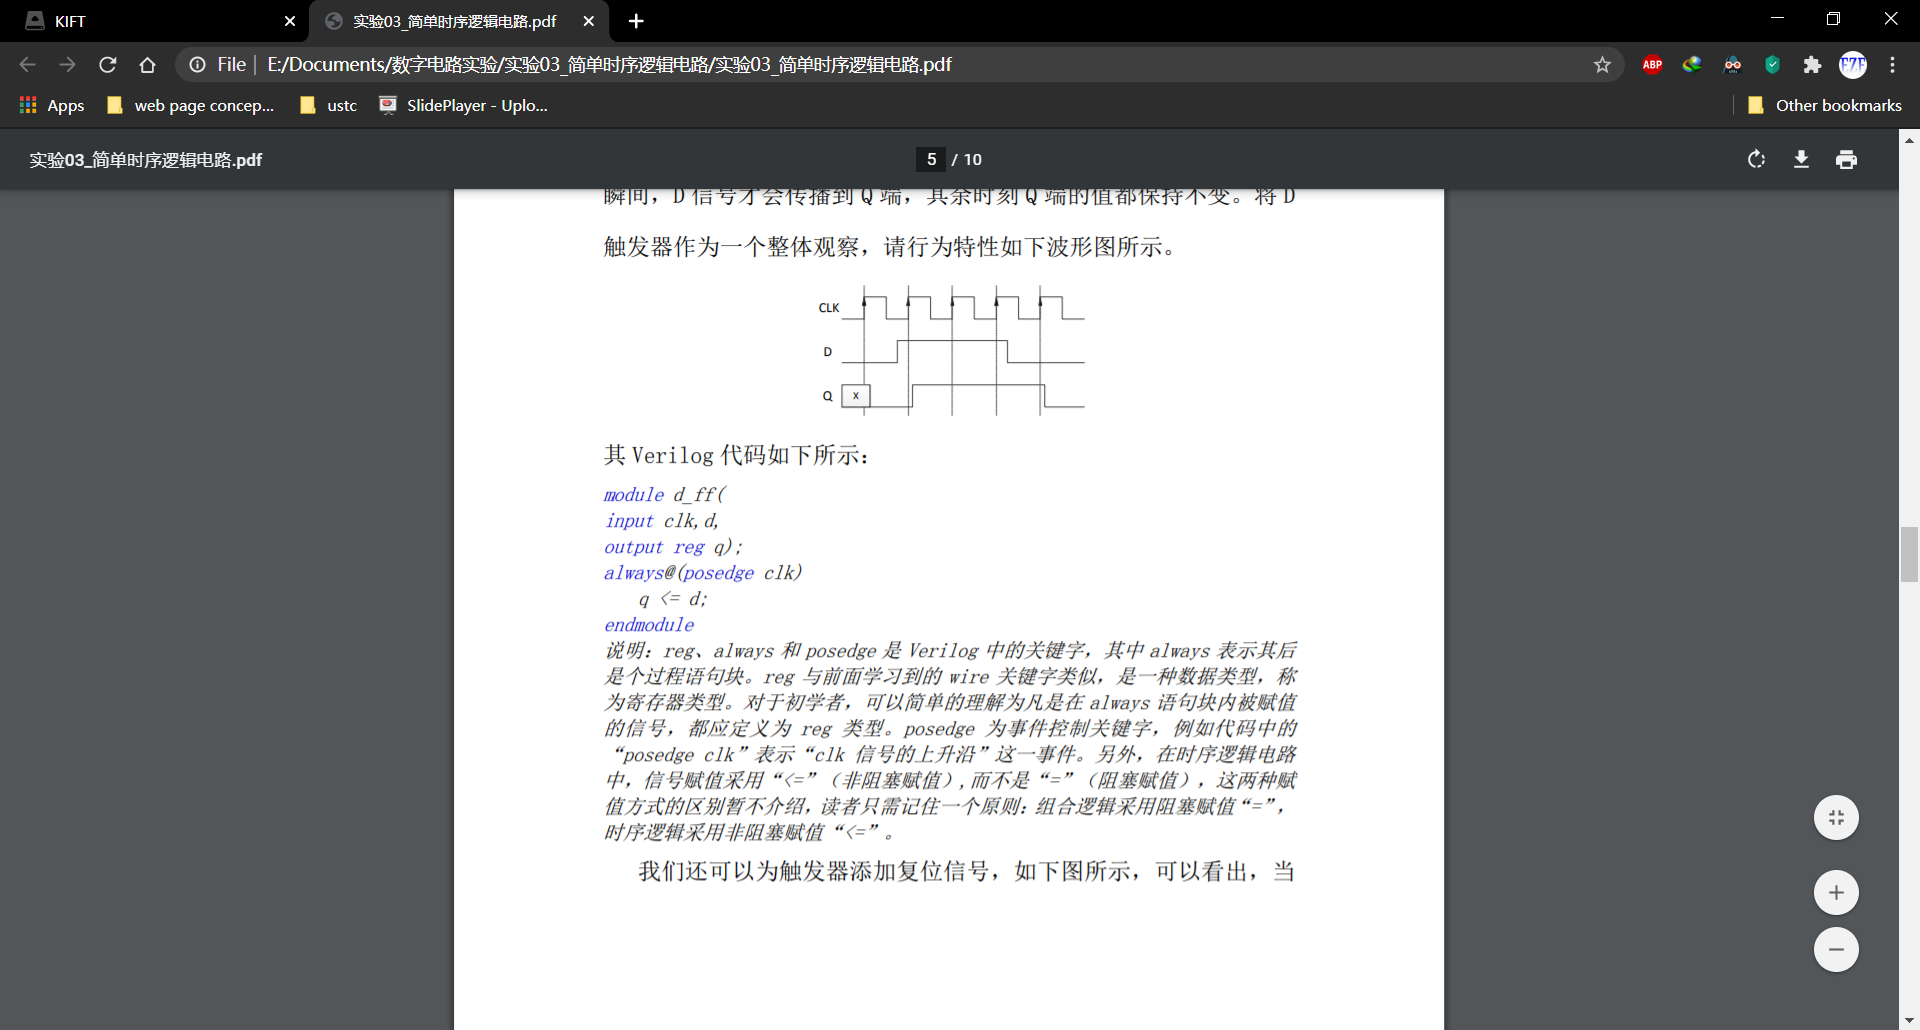 KIFT
实验03_简单时序逻辑电路.pdf
File
E:/Documents/数字电路实验/实验03_简单时序逻辑电路/实验03_简单时序逻辑电路.pdf
ABP
FZF
Apps
web page concep...
ustc
SlidePlayer - Uplo...
Other bookmarks
实验03_简单时序逻辑电路.pdf
5 / 10
瞬间，D 信号才会传播到 Q 端，其余时刻 Q 端的值都保持不变。将 D
触发器作为一个整体观察，请行为特性如下波形图所示。
CLK
D
Q
x
其 Verilog 代码如下所示：
module d_ff(
input clk,d,
output reg q);
always@(posedge clk)
q <= d;
endmodule
说明：reg、always 和 posedge 是 Verilog 中的关键字，其中 always 表示其后
是个过程语句块。reg 与前面学习到的 wire 关键字类似，是一种数据类型，称
为寄存器类型。对于初学者，可以简单的理解为凡是在 always 语句块内被赋值
的信号，都应定义为 reg 类型。posedge 为事件控制关键字，例如代码中的
“posedge clk”表示“clk 信号的上升沿”这一事件。另外，在时序逻辑电路
中，信号赋值采用“<=”（非阻塞赋值）,而不是“=”（阻塞赋值），这两种赋
值方式的区别暂不介绍，读者只需记住一个原则：组合逻辑采用阻塞赋值“=”，
时序逻辑采用非阻塞赋值“<=”。
我们还可以为触发器添加复位信号，如下图所示，可以看出，当